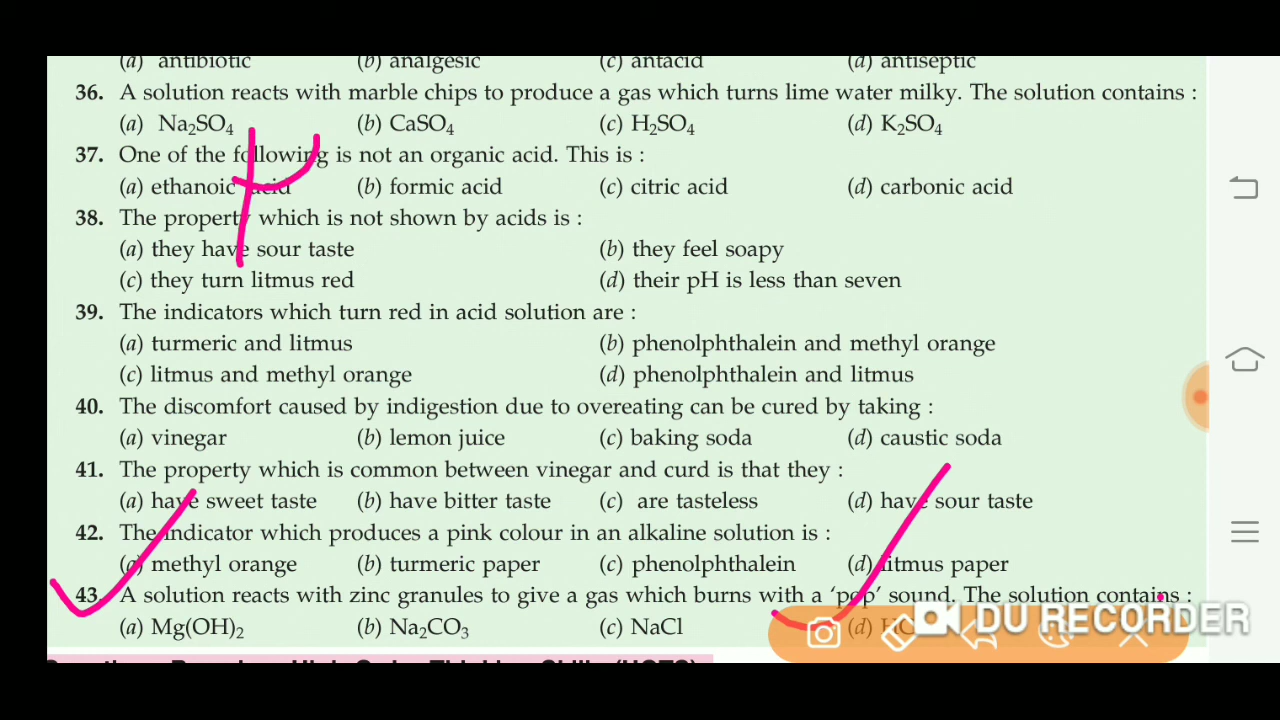 (a) antibiotic (b) analgesic (c) antacid (d) antiseptic
36. A solution reacts with marble chips to produce a gas which turns lime water milky. The solution contains :
(a) Na₂SO₄ (b) CaSO₄ (c) H₂SO₄ (d) K₂SO₄
37. One of the following is not an organic acid. This is :
(a) ethanoic acid (b) formic acid (c) citric acid (d) carbonic acid
38. The property which is not shown by acids is :
(a) they have sour taste (b) they feel soapy
(c) they turn litmus red (d) their pH is less than seven
39. The indicators which turn red in acid solution are :
(a) turmeric and litmus (b) phenolphthalein and methyl orange
(c) litmus and methyl orange (d) phenolphthalein and litmus
40. The discomfort caused by indigestion due to overeating can be cured by taking :
(a) vinegar (b) lemon juice (c) baking soda (d) caustic soda
41. The property which is common between vinegar and curd is that they :
(a) have sweet taste (b) have bitter taste (c) are tasteless (d) have sour taste
42. The indicator which produces a pink colour in an alkaline solution is :
(a) methyl orange (b) turmeric paper (c) phenolphthalein (d) litmus paper
43. A solution reacts with zinc granules to give a gas which burns with a ‘pop’ sound. The solution contains :
(a) Mg(OH)₂ (b) Na₂CO₃ (c) NaCl (d)
DU RECORDER